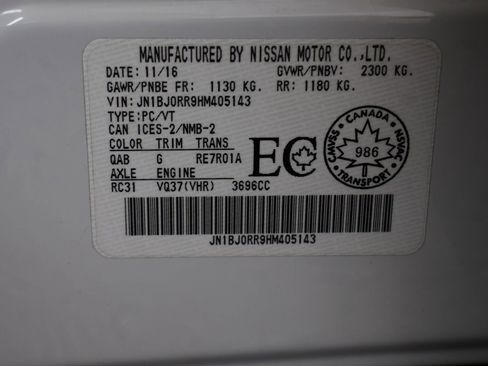 MANUFACTURED BY NISSAN MOTOR CO.,LTD.
DATE: 11/16 GVWR/PNBV: 2300 KG.
GAWR/PNBE FR: 1130 KG. RR: 1180 KG.
VIN: JN1BJ0RR9HM405143
TYPE: PC/VT
CAN ICES-2/NMB-2
COLOR TRIM TRANS
QAB G RE7R01A
AXLE ENGINE
RC31 VQ37(VHR) 3696CC
EC
CANADA
CMVSS NSVAC
986
TRANSPORT
JN1BJ0RR9HM405143